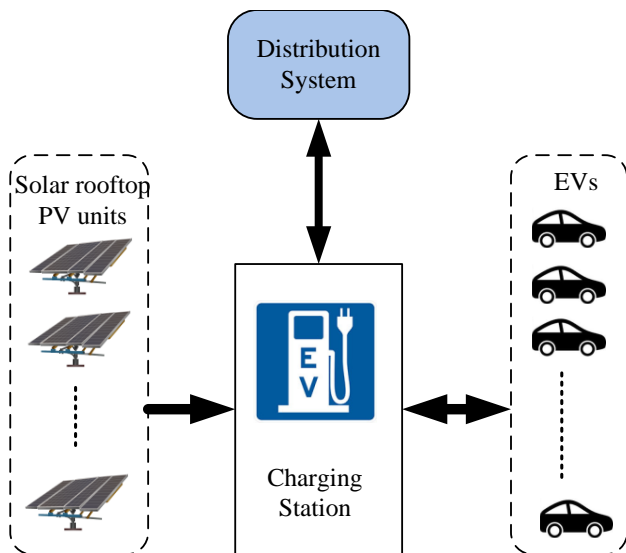 Distribution
System
Solar rooftop
PV units
EVs
E
V
Charging
Station